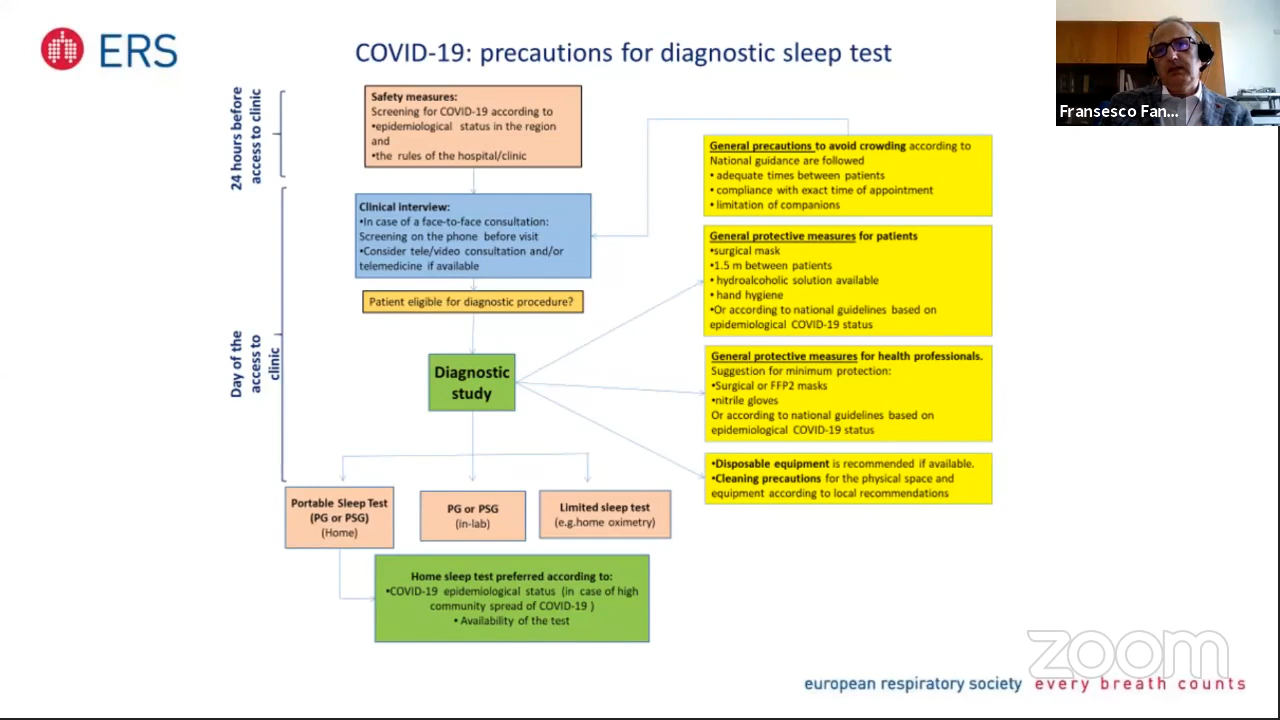 ERS
COVID-19: precautions for diagnostic sleep test
Fransesco Fan...
24 hours before
access to clinic
Safety measures:
Screening for COVID-19 according to
•epidemiological status in the region
and
•the rules of the hospital/clinic
Day of the
access to
clinic
Clinical interview:
•In case of a face-to-face consultation:
Screening on the phone before visit
•Consider tele/video consultation and/or
telemedicine if available
Patient eligible for diagnostic procedure?
Diagnostic
study
General precautions to avoid crowding according to
National guidance are followed
• adequate times between patients
• compliance with exact time of appointment
• limitation of companions
General protective measures for patients
•surgical mask
•1.5 m between patients
• hydroalcoholic solution available
• hand hygiene
•Or according to national guidelines based on
epidemiological COVID-19 status
General protective measures for health professionals.
Suggestion for minimum protection:
•Surgical or FFP2 masks
•nitrile gloves
Or according to national guidelines based on
epidemiological COVID-19 status
•Disposable equipment is recommended if available.
•Cleaning precautions for the physical space and
equipment according to local recommendations
Portable Sleep Test
(PG or PSG)
(Home)
PG or PSG
(in-lab)
Limited sleep test
(e.g.home oximetry)
Home sleep test preferred according to:
•COVID-19 epidemiological status (in case of high
community spread of COVID-19 )
• Availability of the test
zoom
european respiratory society every breath counts